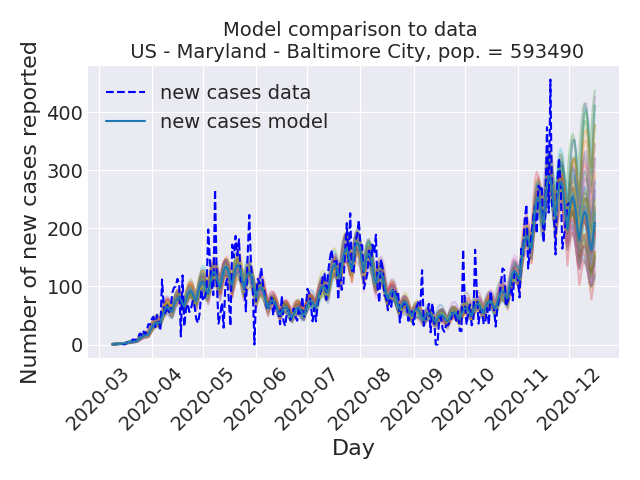 Model comparison to data
US - Maryland - Baltimore City, pop. = 593490
Number of new cases reported
new cases data
new cases model
400
300
200
100
0
2020-03
2020-04
2020-05
2020-06
2020-07
2020-08
2020-09
2020-10
2020-11
2020-12
Day